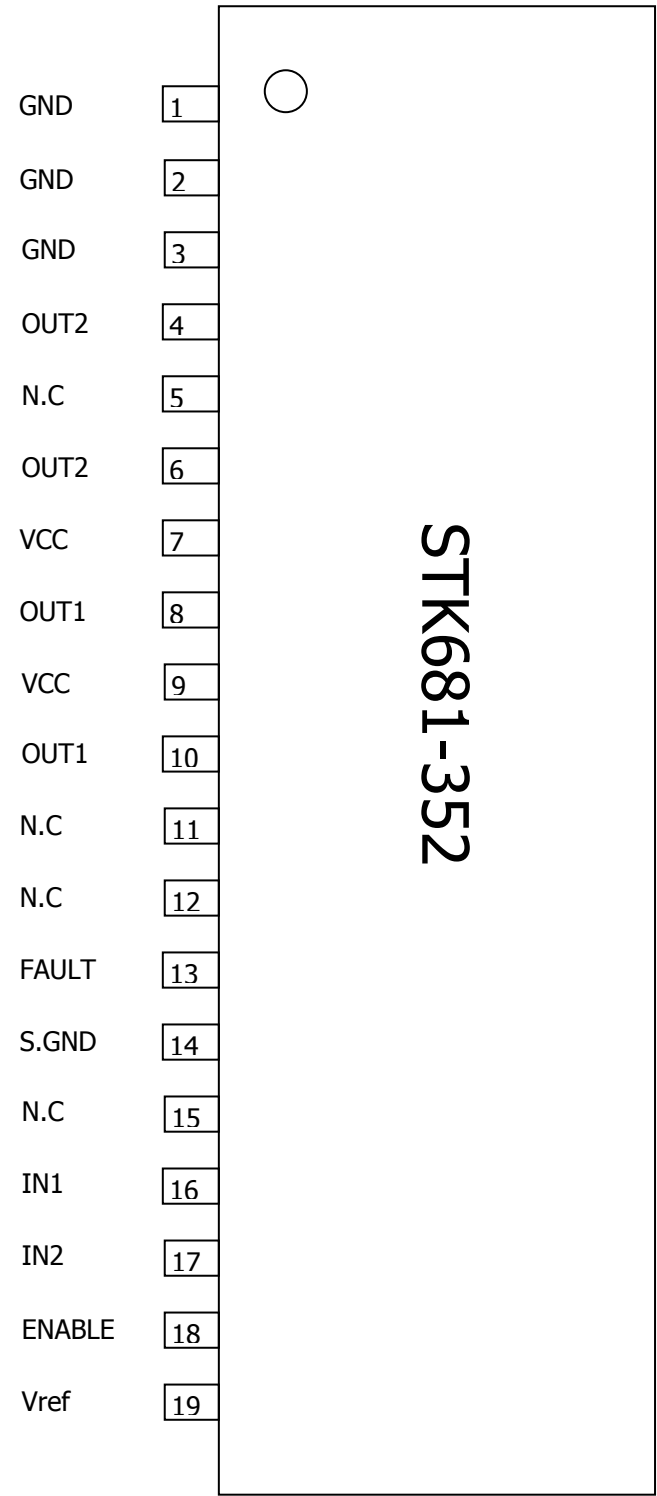 GND 1
GND 2
GND 3
OUT2 4
N.C 5
OUT2 6
VCC 7
OUT1 8
VCC 9
OUT1 10
N.C 11
N.C 12
FAULT 13
S.GND 14
N.C 15
IN1 16
IN2 17
ENABLE 18
Vref 19
STK681-352